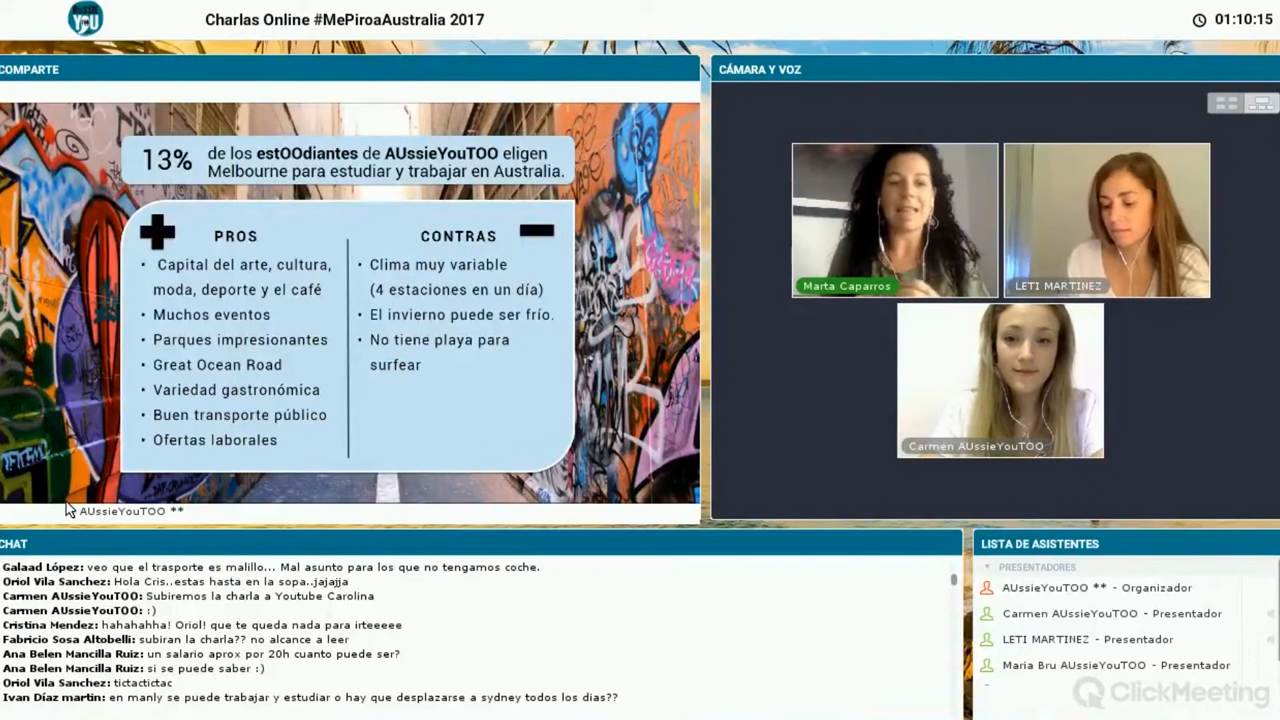 AUSSIE
YOU
Charlas Online #MePiroaAustralia 2017
01:10:15
COMPARTE
CÁMARA Y VOZ
13% de los estOOdiantes de AUssieYouTOO eligen
Melbourne para estudiar y trabajar en Australia.
PROS
• Capital del arte, cultura,
moda, deporte y el café
• Muchos eventos
• Parques impresionantes
• Great Ocean Road
• Variedad gastronómica
• Buen transporte público
• Ofertas laborales
CONTRAS
• Clima muy variable
(4 estaciones en un día)
• El invierno puede ser frío.
• No tiene playa para
surfear
Marta Caparros
LETI MARTINEZ
Carmen AUssieYouTOO
AUssieYouTOO **
CHAT
Galaad López: veo que el trasporte es malillo... Mal asunto para los que no tengamos coche.
Oriol Vila Sanchez: Hola Cris..estas hasta en la sopa..jajajja
Carmen AUssieYouTOO: Subiremos la charla a Youtube Carolina
Carmen AUssieYouTOO: :)
Cristina Mendez: hahahahha! Oriol! que te queda nada para irteeeee
Fabricio Sosa Altobelli: subiran la charla?? no alcance a leer
Ana Belen Mancilla Ruiz: un salario aprox por 20h cuanto puede ser?
Ana Belen Mancilla Ruiz: si se puede saber :)
Oriol Vila Sanchez: tictactictac
Ivan Díaz martin: en manly se puede trabajar y estudiar o hay que desplazarse a sydney todos los dias??
LISTA DE ASISTENTES
PRESENTADORES
AUssieYouTOO ** - Organizador
Carmen AUssieYouTOO - Presentador
LETI MARTINEZ - Presentador
Maria Bru AUssieYouTOO - Presentador
ClickMeeting